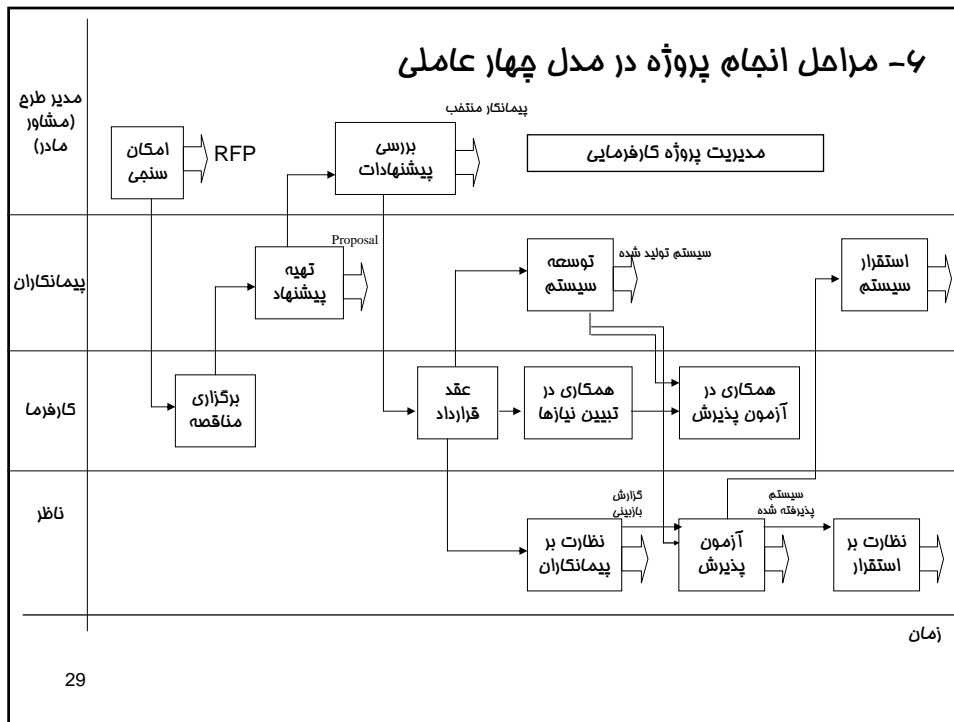 ۶- مراحل انجام پروژه در مدل چهار عاملی
مدیر طرح
(مشاور
مادر)
امکان
سنجی
RFP
بررسی
پیشنهادات
پیمانکار منتخب
مدیریت پروژه کارفرمایی
پیمانکاران
تهیه
پیشنهاد
Proposal
توسعه
سیستم
سیستم تولید شده
استقرار
سیستم
کارفرما
برگزاری
مناقصه
عقد
قرارداد
همکاری در
تبیین نیازها
همکاری در
آزمون پذیرش
ناظر
نظارت بر
پیمانکاران
گزارش
بازبینی
آزمون
پذیرش
سیستم
پذیرفته شده
نظارت بر
استقرار
زمان
29